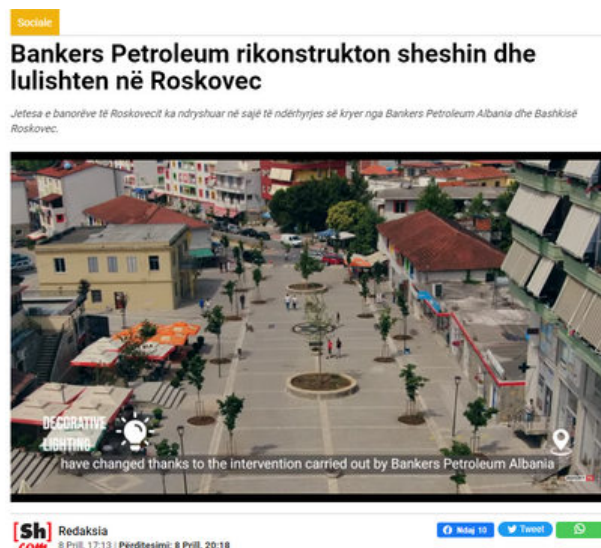 Sociale
Bankers Petroleum rikonstrukton sheshin dhe
lulishten në Roskovec
Jetesa e banorëve të Roskovecit ka ndryshuar në sajë të ndërhyrjes së kryer nga Bankers Petroleum Albania dhe Bashkisë
Roskovec.
DECORATIVE
LIGHTING
have changed thanks to the intervention carried out by Bankers Petroleum Albania
[Sh]
com
Redaksia
8 Prill, 17:13 | Përditesimi: 8 Prill, 20:18
Ndaj 10
Tweet